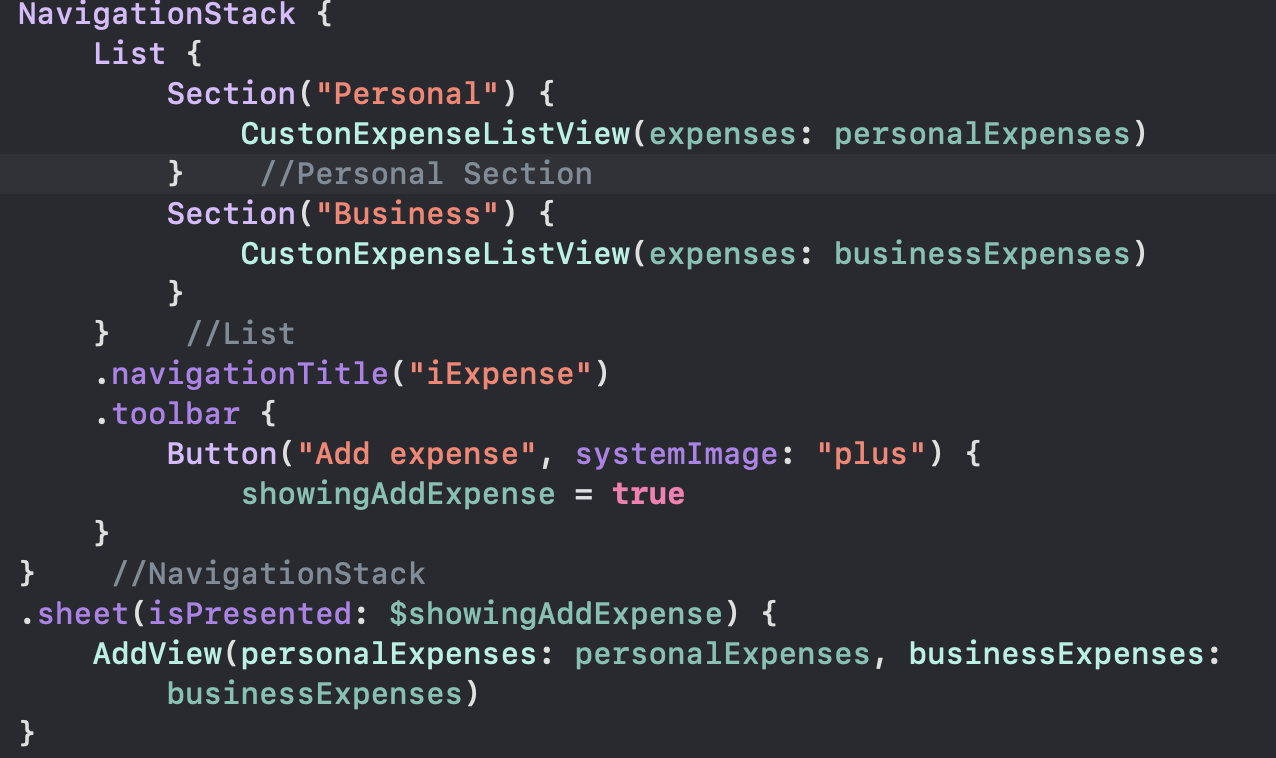 NavigationStack {
    List {
        Section("Personal") {
            CustonExpenseListView(expenses: personalExpenses)
        }    //Personal Section
        Section("Business") {
            CustonExpenseListView(expenses: businessExpenses)
        }
    }    //List
    .navigationTitle("iExpense")
    .toolbar {
        Button("Add expense", systemImage: "plus") {
            showingAddExpense = true
    }
}    //NavigationStack
.sheet(isPresented: $showingAddExpense) {
    AddView(personalExpenses: personalExpenses, businessExpenses:
        businessExpenses)
}